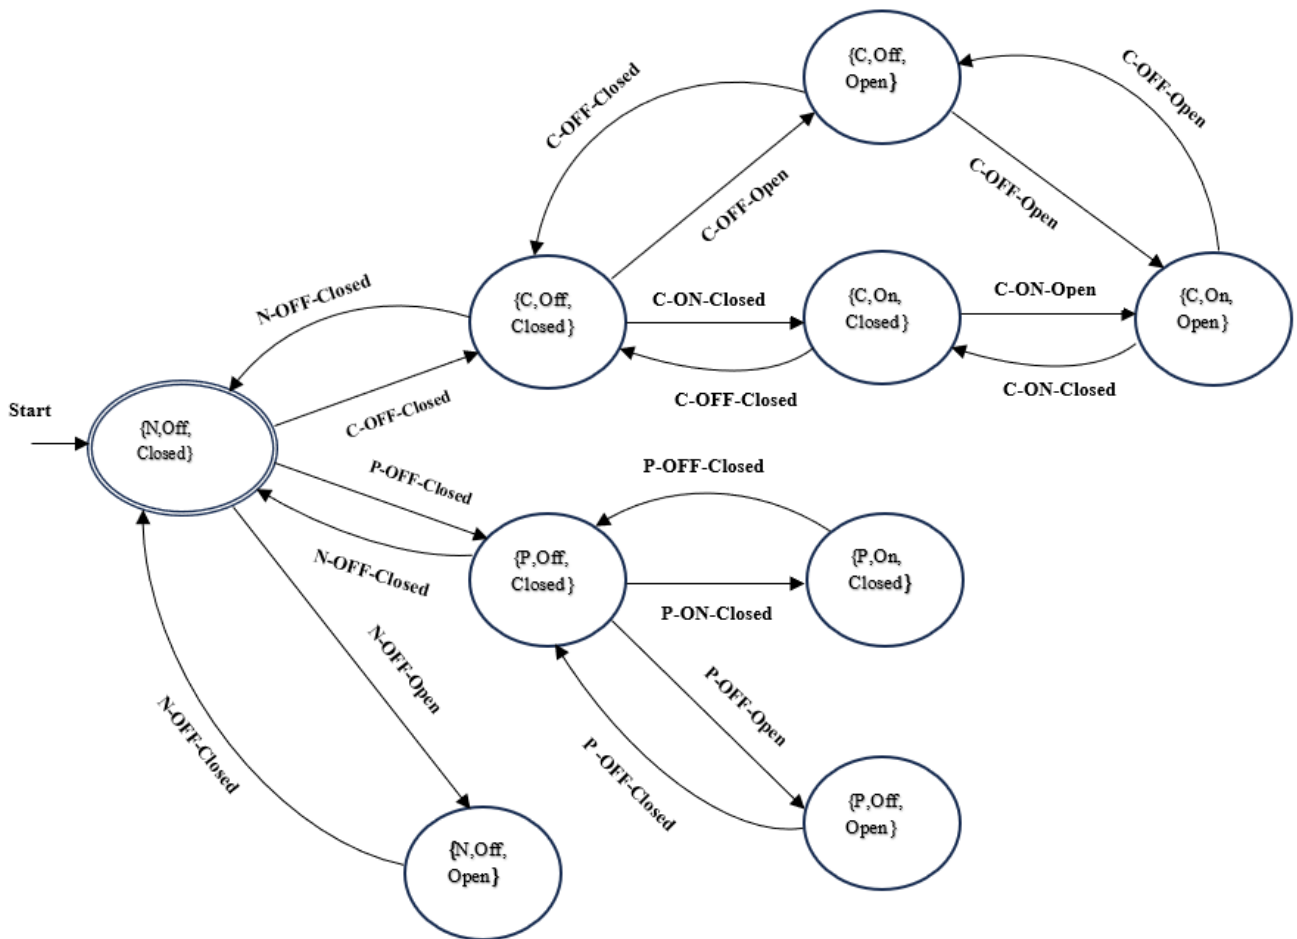 {C,Off,
Open}
C-OFF-Closed
C-OFF-Open
C-OFF-Open
C-OFF-Open
N-OFF-Closed
{C,Off,
Closed}
C-ON-Closed
{C,On,
Closed}
C-ON-Open
{C,On,
Open}
C-OFF-Closed
C-ON-Closed
Start
{N,Off,
Closed}
C-OFF-Closed
P-OFF-Closed
N-OFF-Closed
P-OFF-Closed
{P,Off,
Closed}
{P,On,
Closed}
P-ON-Closed
N-OFF-Open
P-OFF-Open
N-OFF-Closed
P-OFF-Closed
{P,Off,
Open}
{N,Off,
Open}